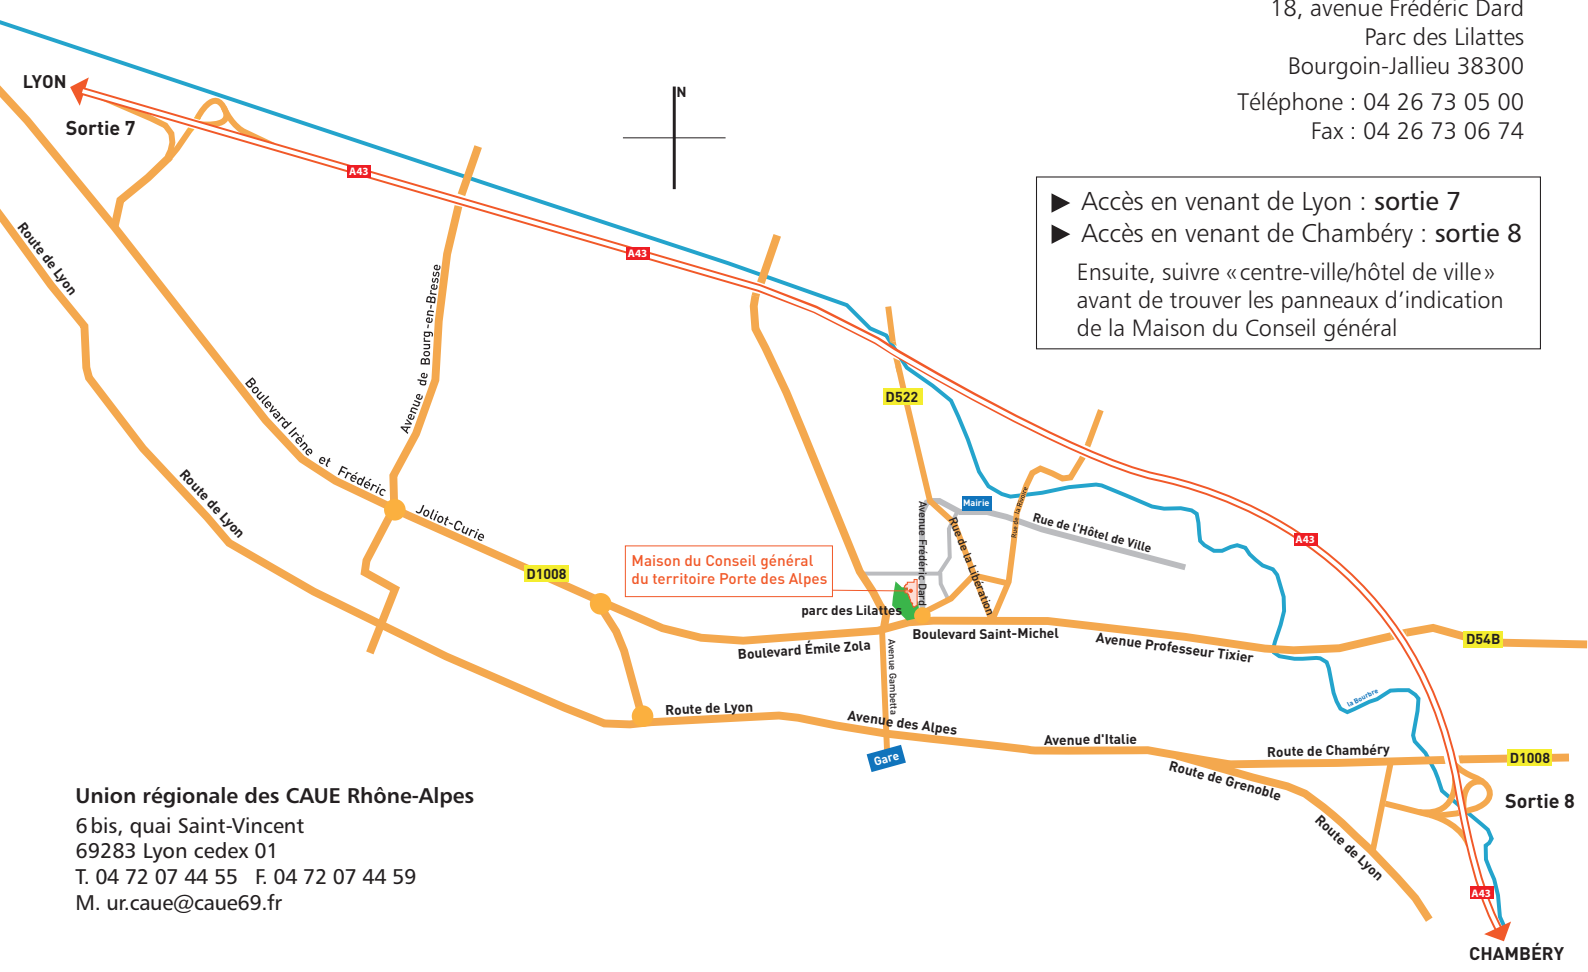 18, avenue Frédéric Dard
Parc des Lilattes
Bourgoin-Jallieu 38300
Téléphone : 04 26 73 05 00
Fax : 04 26 73 06 74
► Accès en venant de Lyon : sortie 7
► Accès en venant de Chambéry : sortie 8
Ensuite, suivre «centre-ville/hôtel de ville»
avant de trouver les panneaux d'indication
de la Maison du Conseil général
LYON
Sortie 7
N
A43
A43
Route de Lyon
Avenue de Bourg-en-Bresse
Boulevard Irène et Frédéric
Joliot-Curie
Route de Lyon
D522
Mairie
Rue de la Rivoire
Rue de l'Hôtel de Ville
A43
Avenue Frédéric Dard
Rue de la Libération
D1008
Maison du Conseil général
du territoire Porte des Alpes
parc des Lilattes
Boulevard Saint-Michel
Boulevard Émile Zola
Avenue Professeur Tixier
D54B
Avenue Gambetta
la Bourbre
Route de Lyon
Avenue des Alpes
Avenue d'Italie
Route de Chambéry
D1008
Gare
Route de Grenoble
Sortie 8
Route de Lyon
A43
CHAMBÉRY
Union régionale des CAUE Rhône-Alpes
6 bis, quai Saint-Vincent
69283 Lyon cedex 01
T. 04 72 07 44 55 F. 04 72 07 44 59
M. ur.caue@caue69.fr